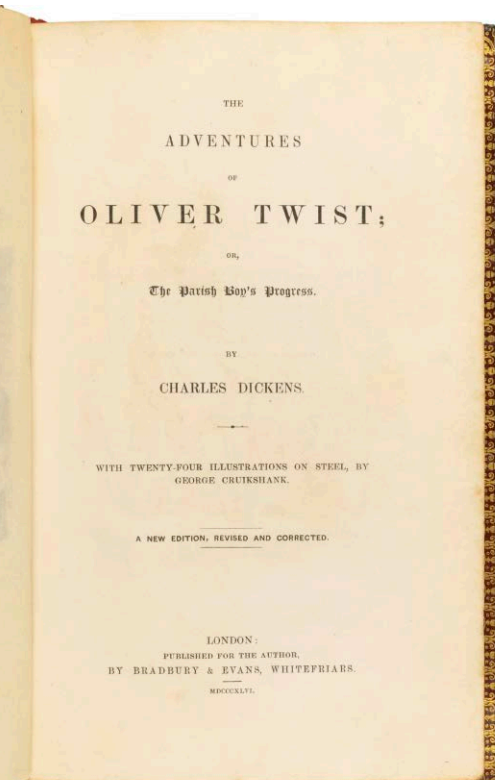 THE
ADVENTURES
OF
OLIVER TWIST;
OR,
The Parish Boy's Progress.
BY
CHARLES DICKENS.
WITH TWENTY-FOUR ILLUSTRATIONS ON STEEL, BY
GEORGE CRUIKSHANK.
A NEW EDITION, REVISED AND CORRECTED.
LONDON:
PUBLISHED FOR THE AUTHOR,
BY BRADBURY & EVANS, WHITEFRIARS.
MDCCCXLVI.